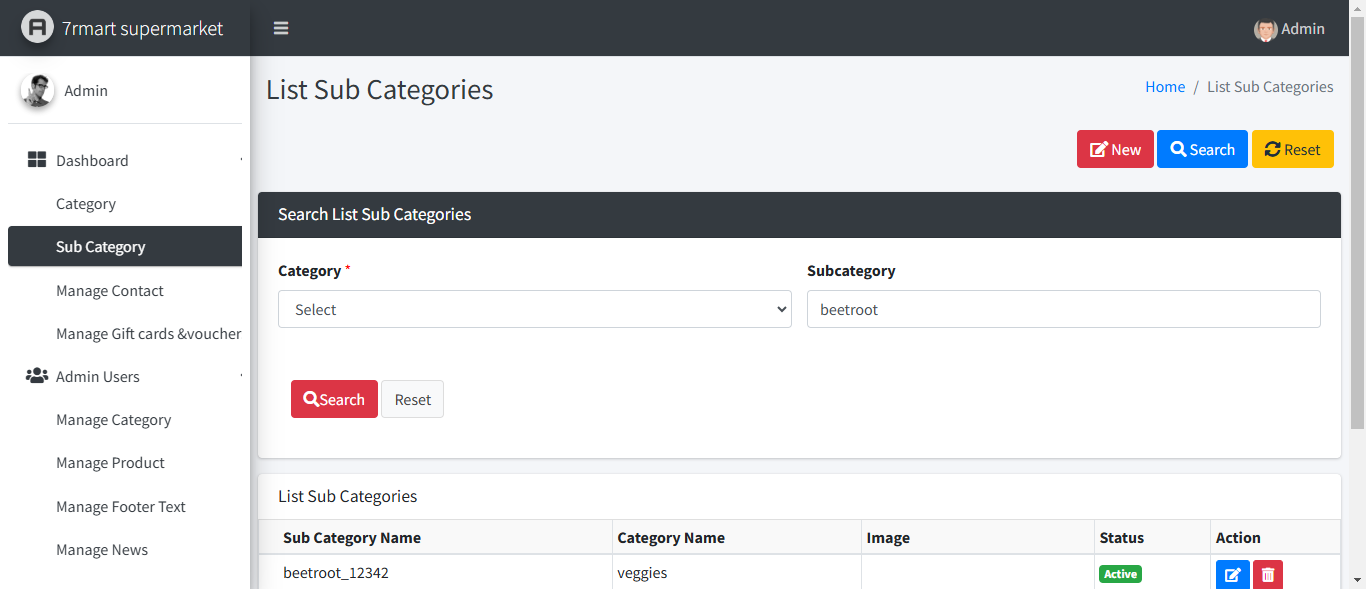 7rmart supermarket
Admin
Admin
List Sub Categories
Home / List Sub Categories
New Search Reset
Dashboard
Category
Sub Category
Manage Contact
Manage Gift cards &voucher
Admin Users
Manage Category
Manage Product
Manage Footer Text
Manage News
Search List Sub Categories
Category * Subcategory
Select beetroot
Search Reset
List Sub Categories
Sub Category Name Category Name Image Status Action
beetroot_12342 veggies Active